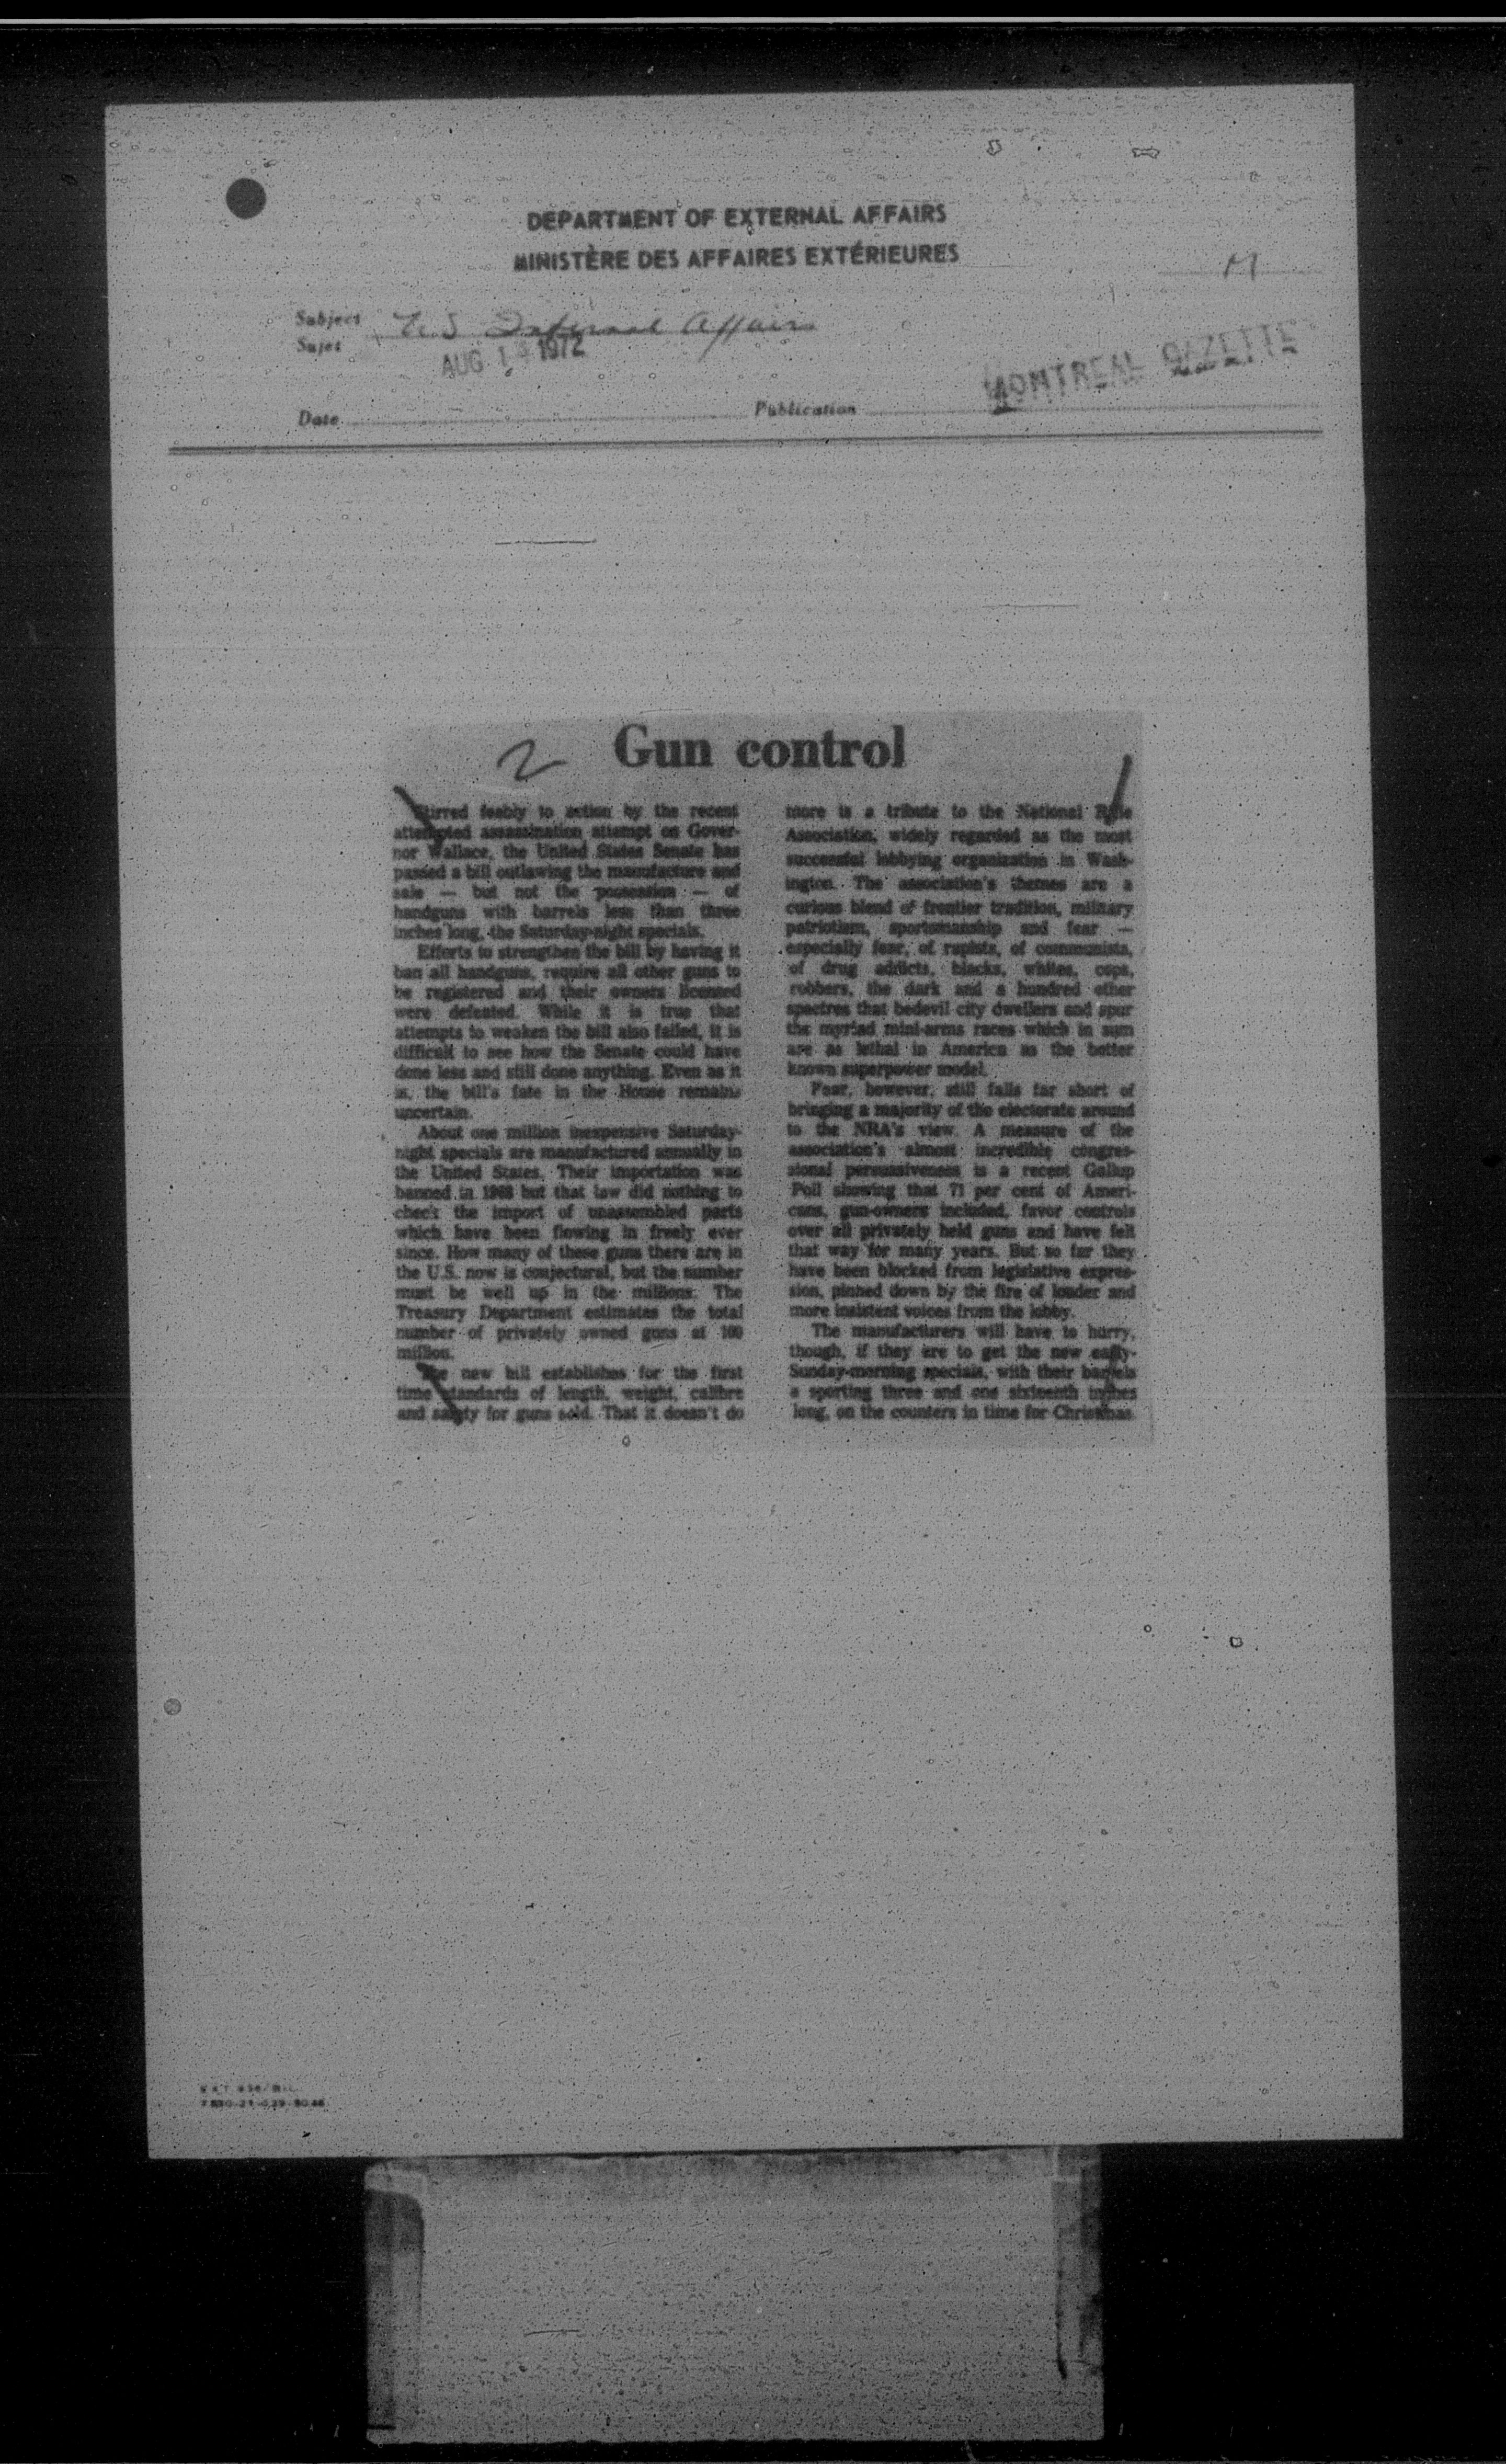 DEPARTMENT OF EXTERNAL AFFAIRS
MINISTÈRE DES AFFAIRES EXTÉRIEURES
M
Subject U.S Internal Affairs
Sujet
AUG 1 1972
MONTREAL GAZETTE
Date
Publication
2
Gun control
Stirred feebly to action by the recent
attempted assassination attempt on Gover-
nor Wallace, the United States Senate has
passed a bill outlawing the manufacture and
sale — but not the possession — of
handguns with barrels less than three
inches long, the Saturday-night specials.
Efforts to strengthen the bill by having it
ban all handguns, require all other guns to
be registered and their owners licensed
were defeated. While it is true that
attempts to weaken the bill also failed, it is
difficult to see how the Senate could have
done less and still done anything. Even as it
is, the bill's fate in the House remains
uncertain.
About one million inexpensive Saturday-
night specials are manufactured annually in
the United States. Their importation was
banned in 1968 but that law did nothing to
check the import of unassembled parts
which have been flowing in freely ever
since. How many of these guns there are in
the U.S. now is conjectural, but the number
must be well up in the millions. The
Treasury Department estimates the total
number of privately owned guns at 100
million.
The new bill establishes for the first
time standards of length, weight, calibre
and safety for guns sold. That it doesn't do
more is a tribute to the National Rifle
Association, widely regarded as the most
successful lobbying organization in Wash-
ington. The association's themes are a
curious blend of frontier tradition, military
patriotism, sportsmanship and fear —
especially fear, of rapists, of communists,
of drug addicts, blacks, whites, cops,
robbers, the dark and a hundred other
spectres that bedevil city dwellers and spur
the myriad mini-arms races which in sum
are as lethal in America as the better
known superpower model.
Fear, however, still falls far short of
bringing a majority of the electorate around
to the NRA's view. A measure of the
association's almost incredible congres-
sional persuasiveness is a recent Gallup
Poll showing that 71 per cent of Ameri-
cans, gun-owners included, favor controls
over all privately held guns and have felt
that way for many years. But so far they
have been blocked from legislative expres-
sion, pinned down by the fire of louder and
more insistent voices from the lobby.
The manufacturers will have to hurry,
though, if they are to get the new early-
Sunday-morning specials, with their barrels
a sporting three and one sixteenth inches
long, on the counters in time for Christmas.